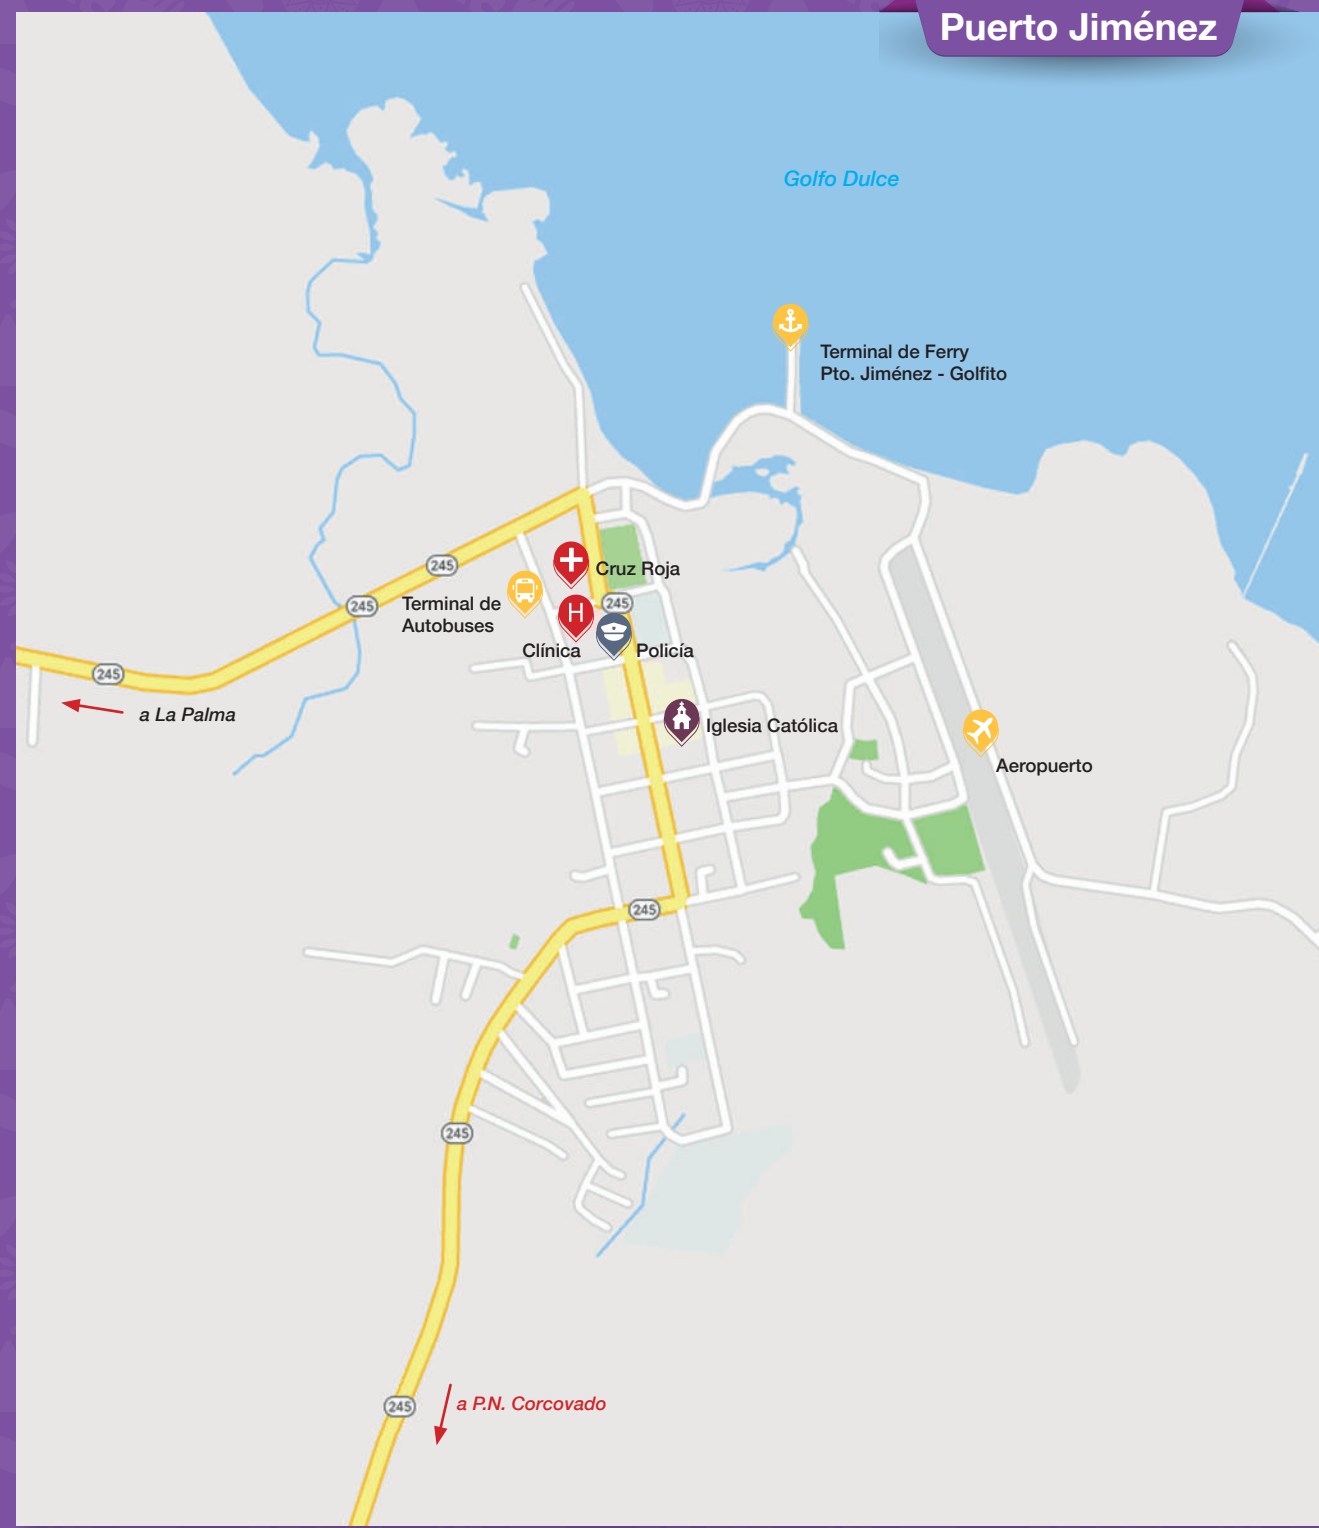 Puerto Jiménez
Golfo Dulce
Terminal de Ferry
Pto. Jiménez - Golfito
245
Cruz Roja
245
Terminal de
Autobuses
245
H
Clínica
Policía
245
a La Palma
Iglesia Católica
Aeropuerto
245
245
245
a P.N. Corcovado